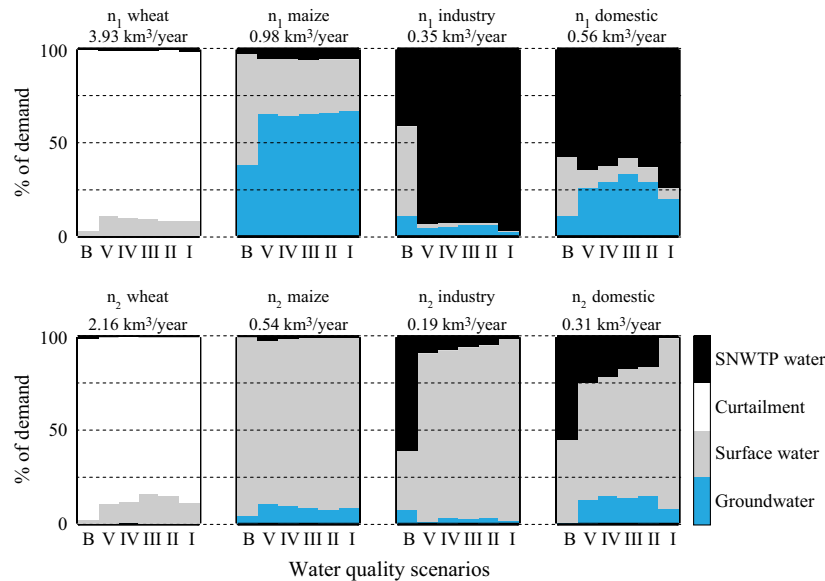 n₁ wheat n₁ maize n₁ industry n₁ domestic
3.93 km³/year 0.98 km³/year 0.35 km³/year 0.56 km³/year
100
50
0
% of demand
B V IV III II I B V IV III II I B V IV III II I B V IV III II I
n₂ wheat n₂ maize n₂ industry n₂ domestic
2.16 km³/year 0.54 km³/year 0.19 km³/year 0.31 km³/year
100
50
0
% of demand
SNWTP water
Curtailment
Surface water
Groundwater
B V IV III II I B V IV III II I B V IV III II I B V IV III II I
Water quality scenarios